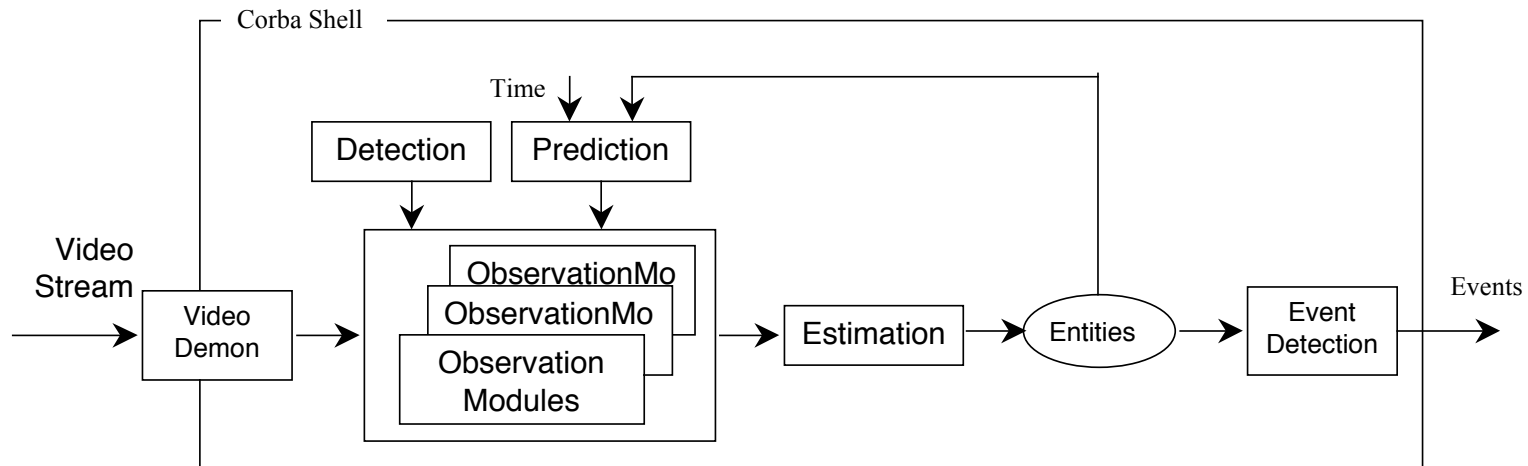 Corba Shell
Time
Detection
Prediction
Video
Stream
Video
Demon
ObservationMo
ObservationMo
Observation
Modules
Estimation
Entities
Event
Detection
Events